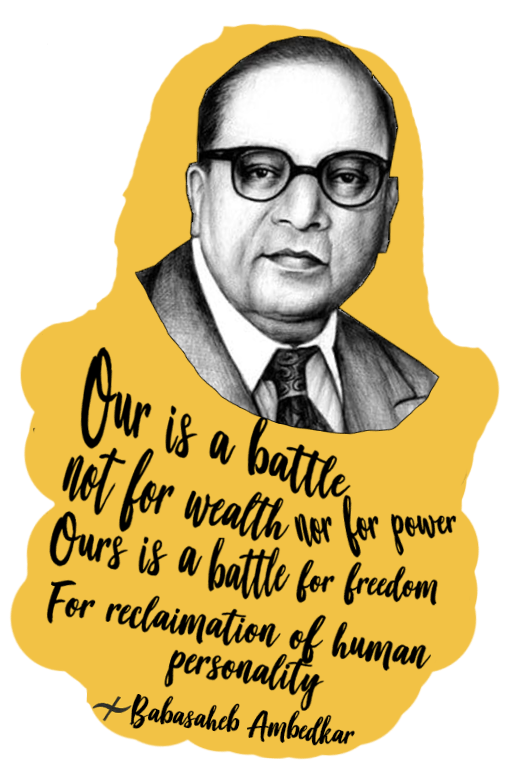 Our is a battle
not for wealth nor for power
Ours is a battle for freedom
For reclaimation of human
personality
~Babasaheb Ambedkar